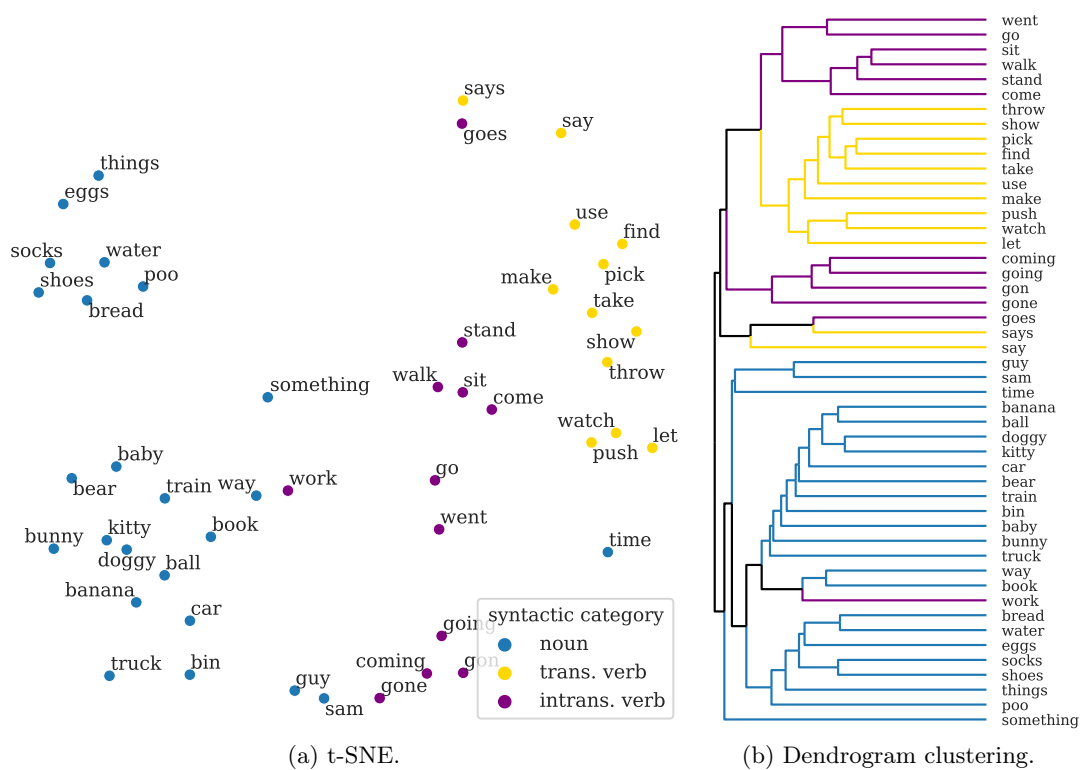 says
goes
say
things
eggs
socks
water
shoes
poo
bread
use
find
make
pick
take
show
throw
stand
walk
sit
come
something
watch
push
let
baby
bear
train
way
work
go
went
bunny
kitty
doggy
book
ball
banana
time
car
truck
bin
going
coming
gon
gone
guy
sam
syntactic category
noun
trans. verb
intrans. verb
(a) t-SNE.
went
go
sit
walk
stand
come
throw
show
pick
find
take
use
make
push
watch
let
coming
going
gon
gone
goes
says
say
guy
sam
time
banana
ball
doggy
kitty
car
bear
train
bin
baby
bunny
truck
way
book
work
bread
water
eggs
socks
shoes
things
poo
something
(b) Dendrogram clustering.